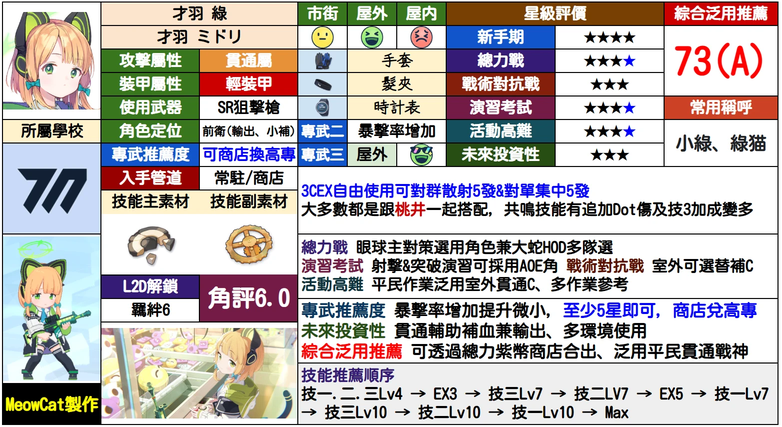 才羽 綠
才羽 ミドリ
市街 屋外 屋内
星級評價
綜合泛用推薦
攻擊屬性 貫通屬
裝甲屬性 輕裝甲
使用武器 SR狙擊槍
角色定位 前衛(輸出、小補)
專武推薦度 可商店換高專
入手管道 常駐/商店
手套
髮夾
時計表
專武二 暴擊率增加
專武三 屋外
新手期 ★★★★
總力戰 ★★★★
戰術對抗戰 ★★★
演習考試 ★★★★
活動高難 ★★★★
未來投資性 ★★★
73(A)
常用稱呼
小綠、綠猫
所屬學校
技能主素材 技能副素材
L2D解鎖
羈絆6
角評6.0
3CEX自由使用可對群散射5發&對單集中5發
大多數都是跟桃井一起搭配，共鳴技能有追加Dot傷及技3加成變多
總力戰 眼球主對策選用角色兼大蛇HOD多隊選
演習考試 射擊&突破演習可採用AOE角 戰術對抗戰 室外可選替補C
活動高難 平民作業泛用室外貫通C、多作業參考
專武推薦度 暴擊率增加提升微小，至少5星即可，商店兌高專
未來投資性 貫通輔助補血兼輸出、多環境使用
綜合泛用推薦 可透過總力紫幣商店合出、泛用平民貫通戰神
技能推薦順序
技一.二.三Lv4 → EX3 → 技三Lv7 → 技二LV7 → EX5 → 技一Lv7
→ 技三Lv10 → 技二Lv10 → 技一Lv10 → Max
MeowCat製作